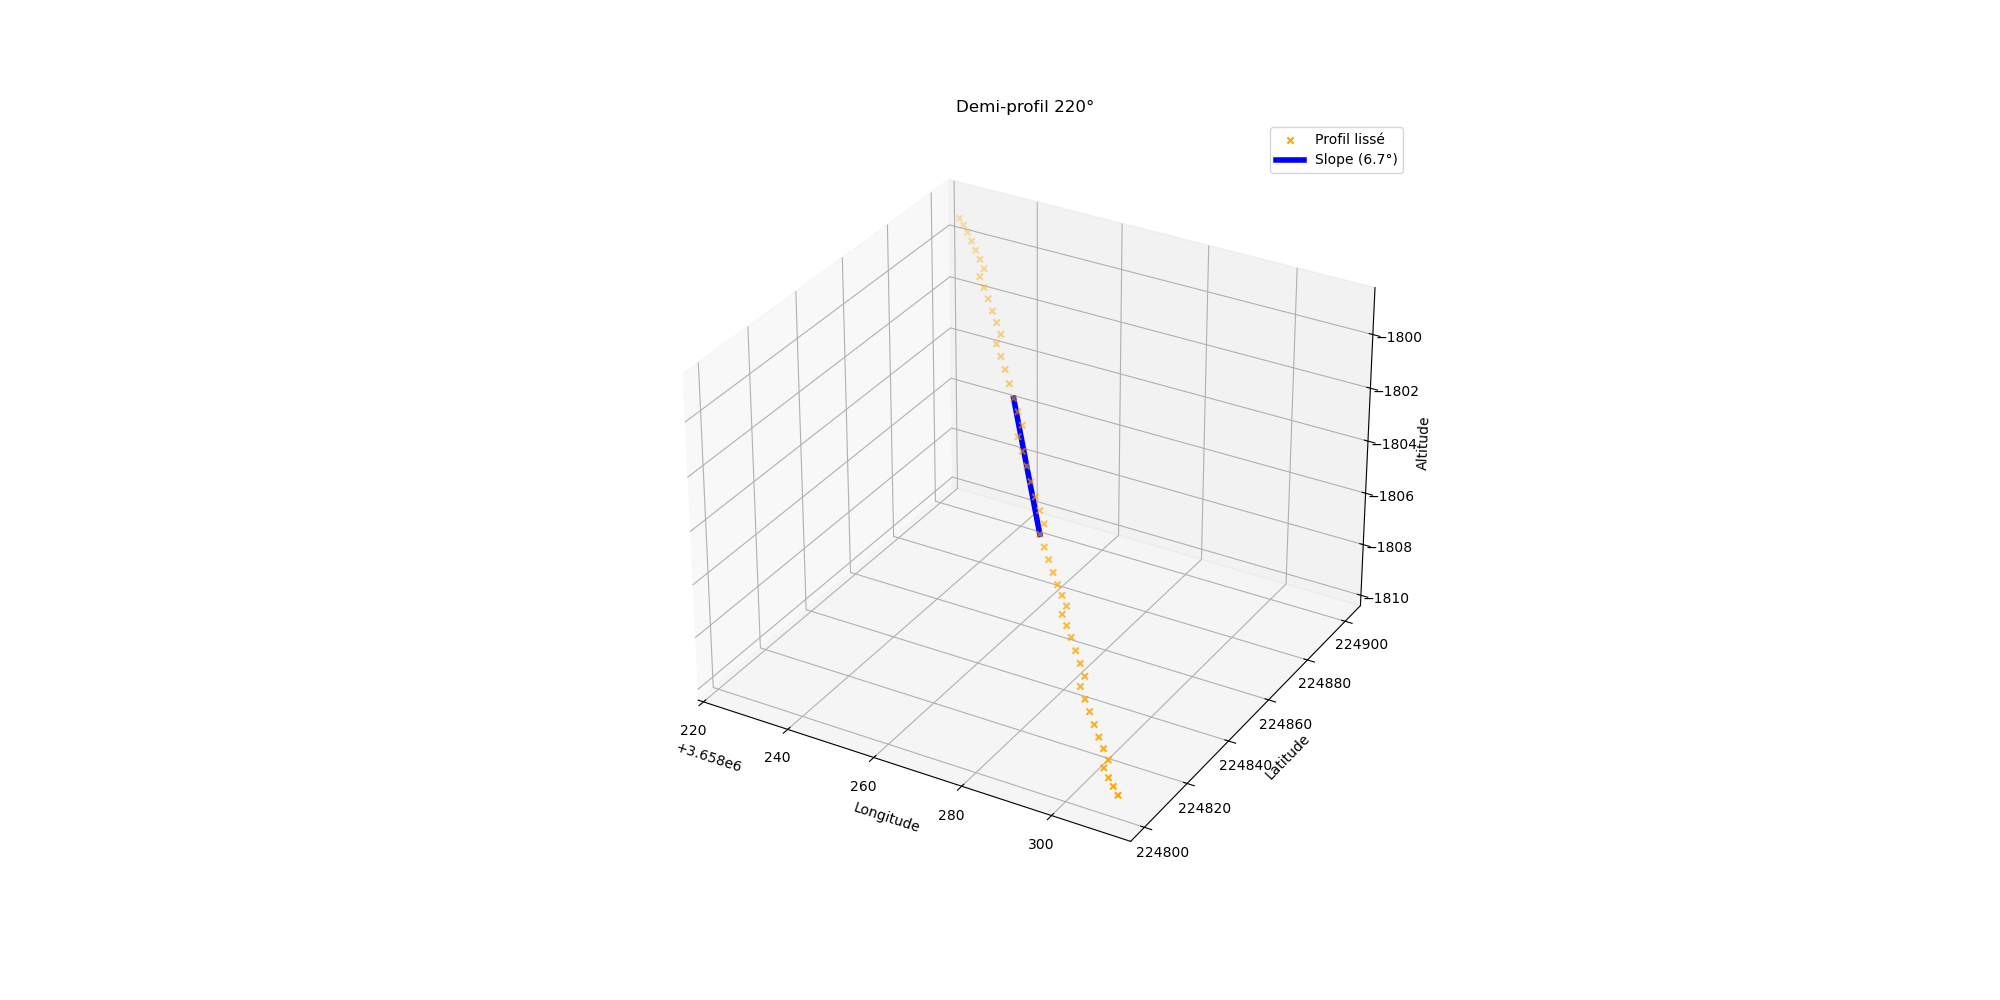 Demi-profil 220°
Profil lissé
Slope (6.7°)
−1800
−1802
−1804
−1806
−1808
−1810
Altitude
224900
224880
224860
224840
224820
224800
Latitude
220
240
260
280
300
+3.658e6
Longitude